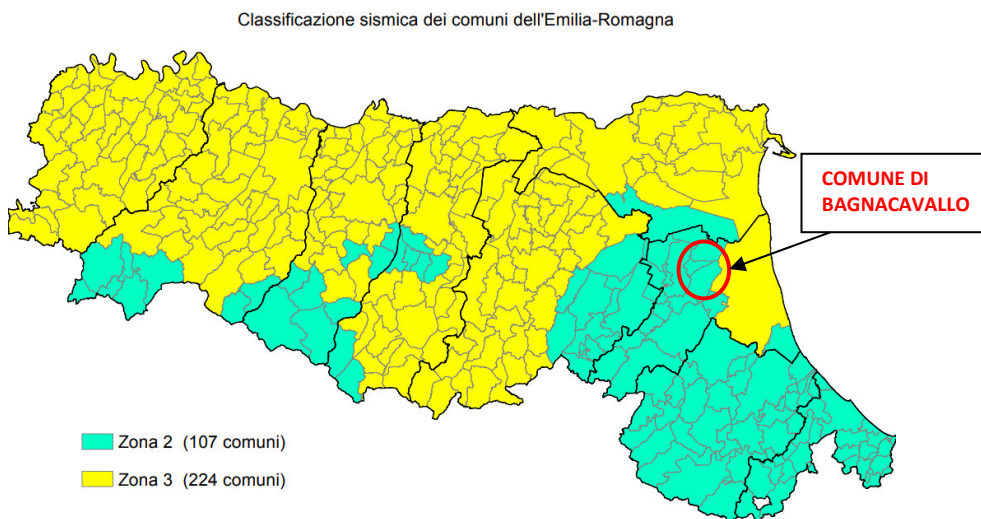 Classificazione sismica dei comuni dell'Emilia-Romagna
COMUNE DI
BAGNACAVALLO
Zona 2 (107 comuni)
Zona 3 (224 comuni)